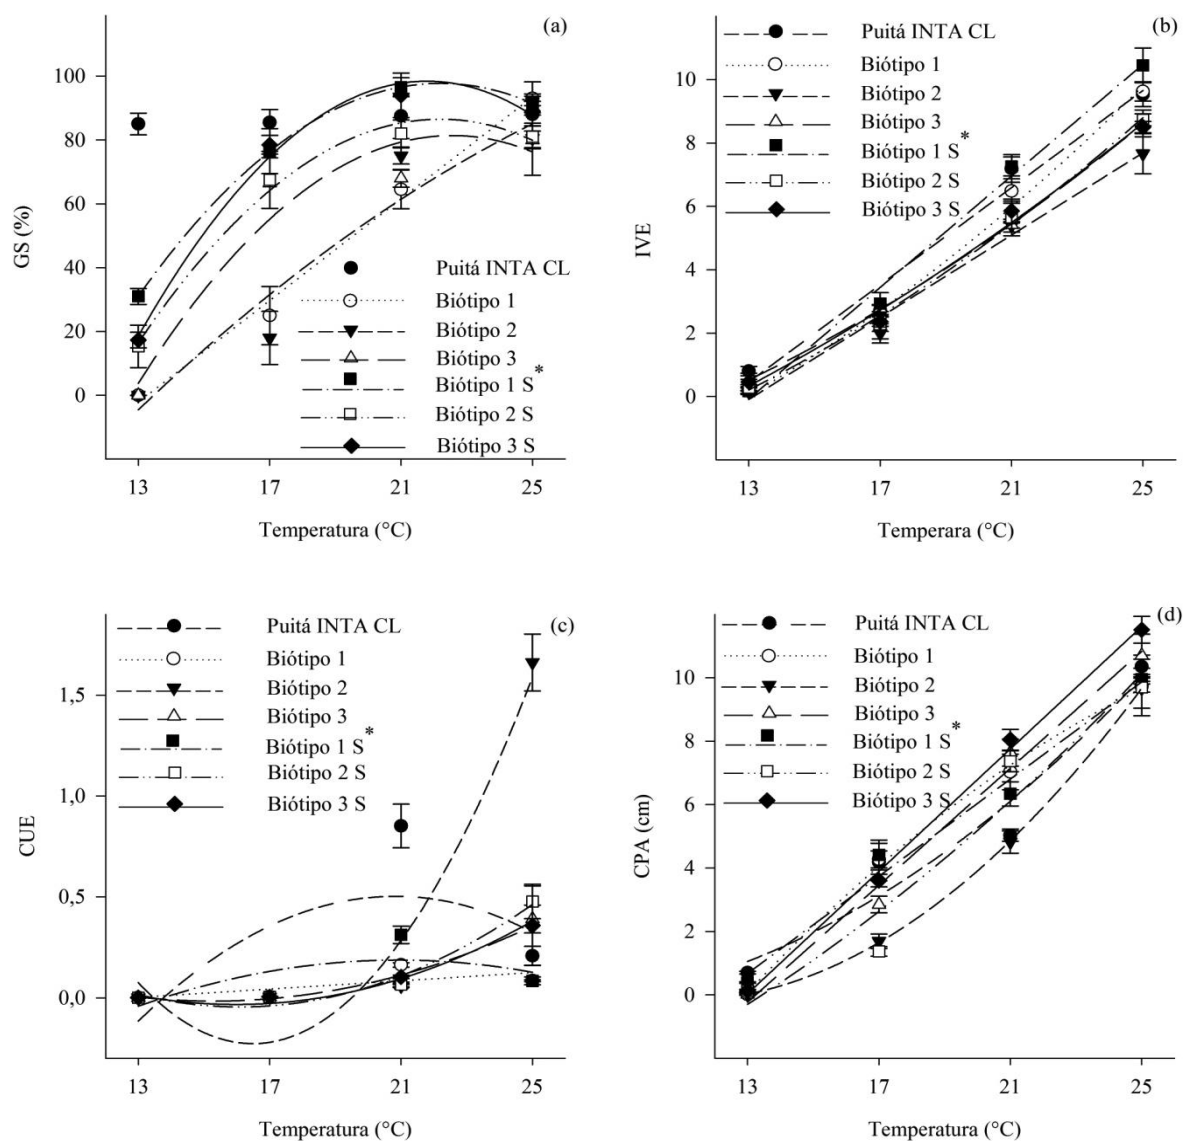 (a)
100
80
60
40
20
0
GS (%)
Puitá INTA CL
Biótipo 1
Biótipo 2
Biótipo 3
Biótipo 1 S*
Biótipo 2 S
Biótipo 3 S
13 17 21 25
Temperatura (°C)
(b)
10
8
6
4
2
0
IVE
Puitá INTA CL
Biótipo 1
Biótipo 2
Biótipo 3
Biótipo 1 S*
Biótipo 2 S
Biótipo 3 S
13 17 21 25
Temperara (°C)
(c)
1,5
1,0
0,5
0,0
CUE
Puitá INTA CL
Biótipo 1
Biótipo 2
Biótipo 3
Biótipo 1 S*
Biótipo 2 S
Biótipo 3 S
13 17 21 25
Temperatura (°C)
(d)
10
8
6
4
2
0
CPA (cm)
Puitá INTA CL
Biótipo 1
Biótipo 2
Biótipo 3
Biótipo 1 S*
Biótipo 2 S
Biótipo 3 S
13 17 21 25
Temperatura (°C)